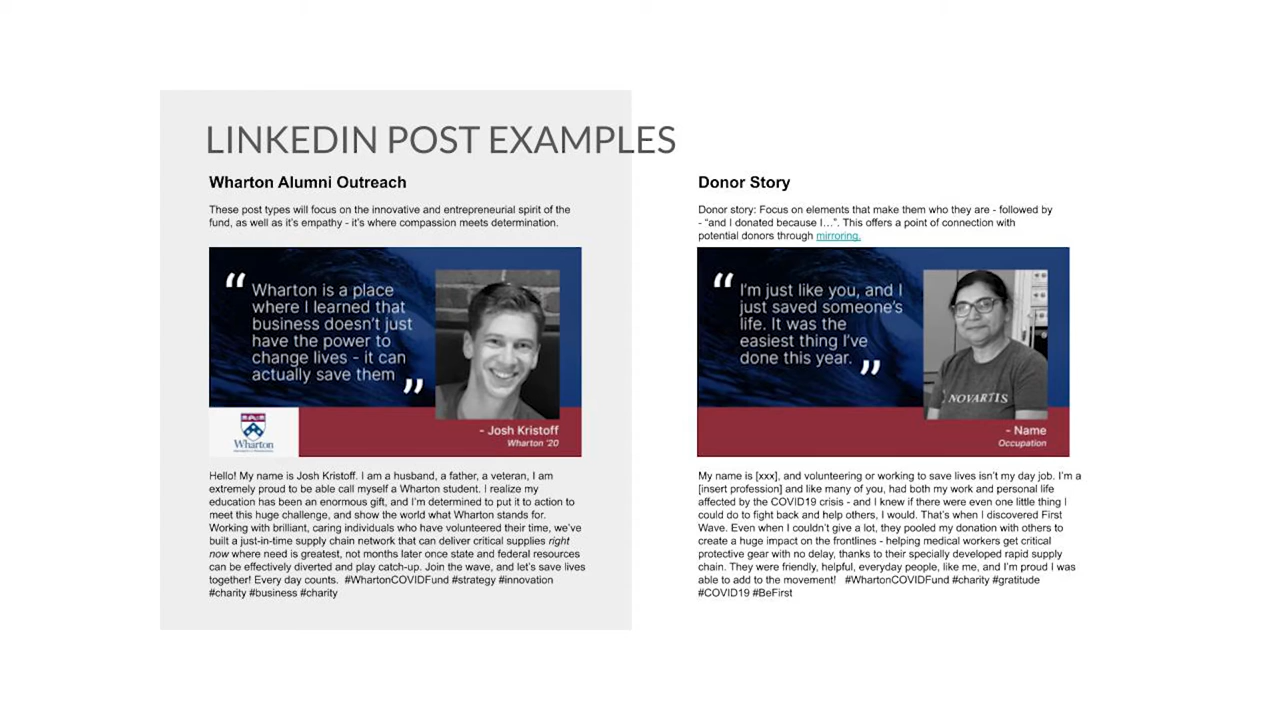 LINKEDIN POST EXAMPLES
Wharton Alumni Outreach
These post types will focus on the innovative and entrepreneurial spirit of the
fund, as well as it's empathy - it's where compassion meets determination.
“
Wharton is a place
where I learned that
business doesn't just
have the power to
change lives - it can
actually save them
”
- Josh Kristoff
Wharton '20
Wharton
Hello! My name is Josh Kristoff. I am a husband, a father, a veteran, I am
extremely proud to be able call myself a Wharton student. I realize my
education has been an enormous gift, and I'm determined to put it to action to
meet this huge challenge, and show the world what Wharton stands for.
Working with brilliant, caring individuals who have volunteered their time, we've
built a just-in-time supply chain network that can deliver critical supplies right
now where need is greatest, not months later once state and federal resources
can be effectively diverted and play catch-up. Join the wave, and let's save lives
together! Every day counts. #WhartonCOVIDFund #strategy #innovation
#charity #business #charity
Donor Story
Donor story: Focus on elements that make them who they are - followed by
- “and I donated because I…”. This offers a point of connection with
potential donors through mirroring.
“
I'm just like you, and I
just saved someone's
life. It was the
easiest thing I've
done this year.
”
NOVARTIS
- Name
Occupation
My name is [xxx], and volunteering or working to save lives isn't my day job. I'm a
[insert profession] and like many of you, had both my work and personal life
affected by the COVID19 crisis - and I knew if there were even one little thing I
could do to fight back and help others, I would. That's when I discovered First
Wave. Even when I couldn't give a lot, they pooled my donation with others to
create a huge impact on the frontlines - helping medical workers get critical
protective gear with no delay, thanks to their specially developed rapid supply
chain. They were friendly, helpful, everyday people, like me, and I'm proud I was
able to add to the movement! #WhartonCOVIDFund #charity #gratitude
#COVID19 #BeFirst